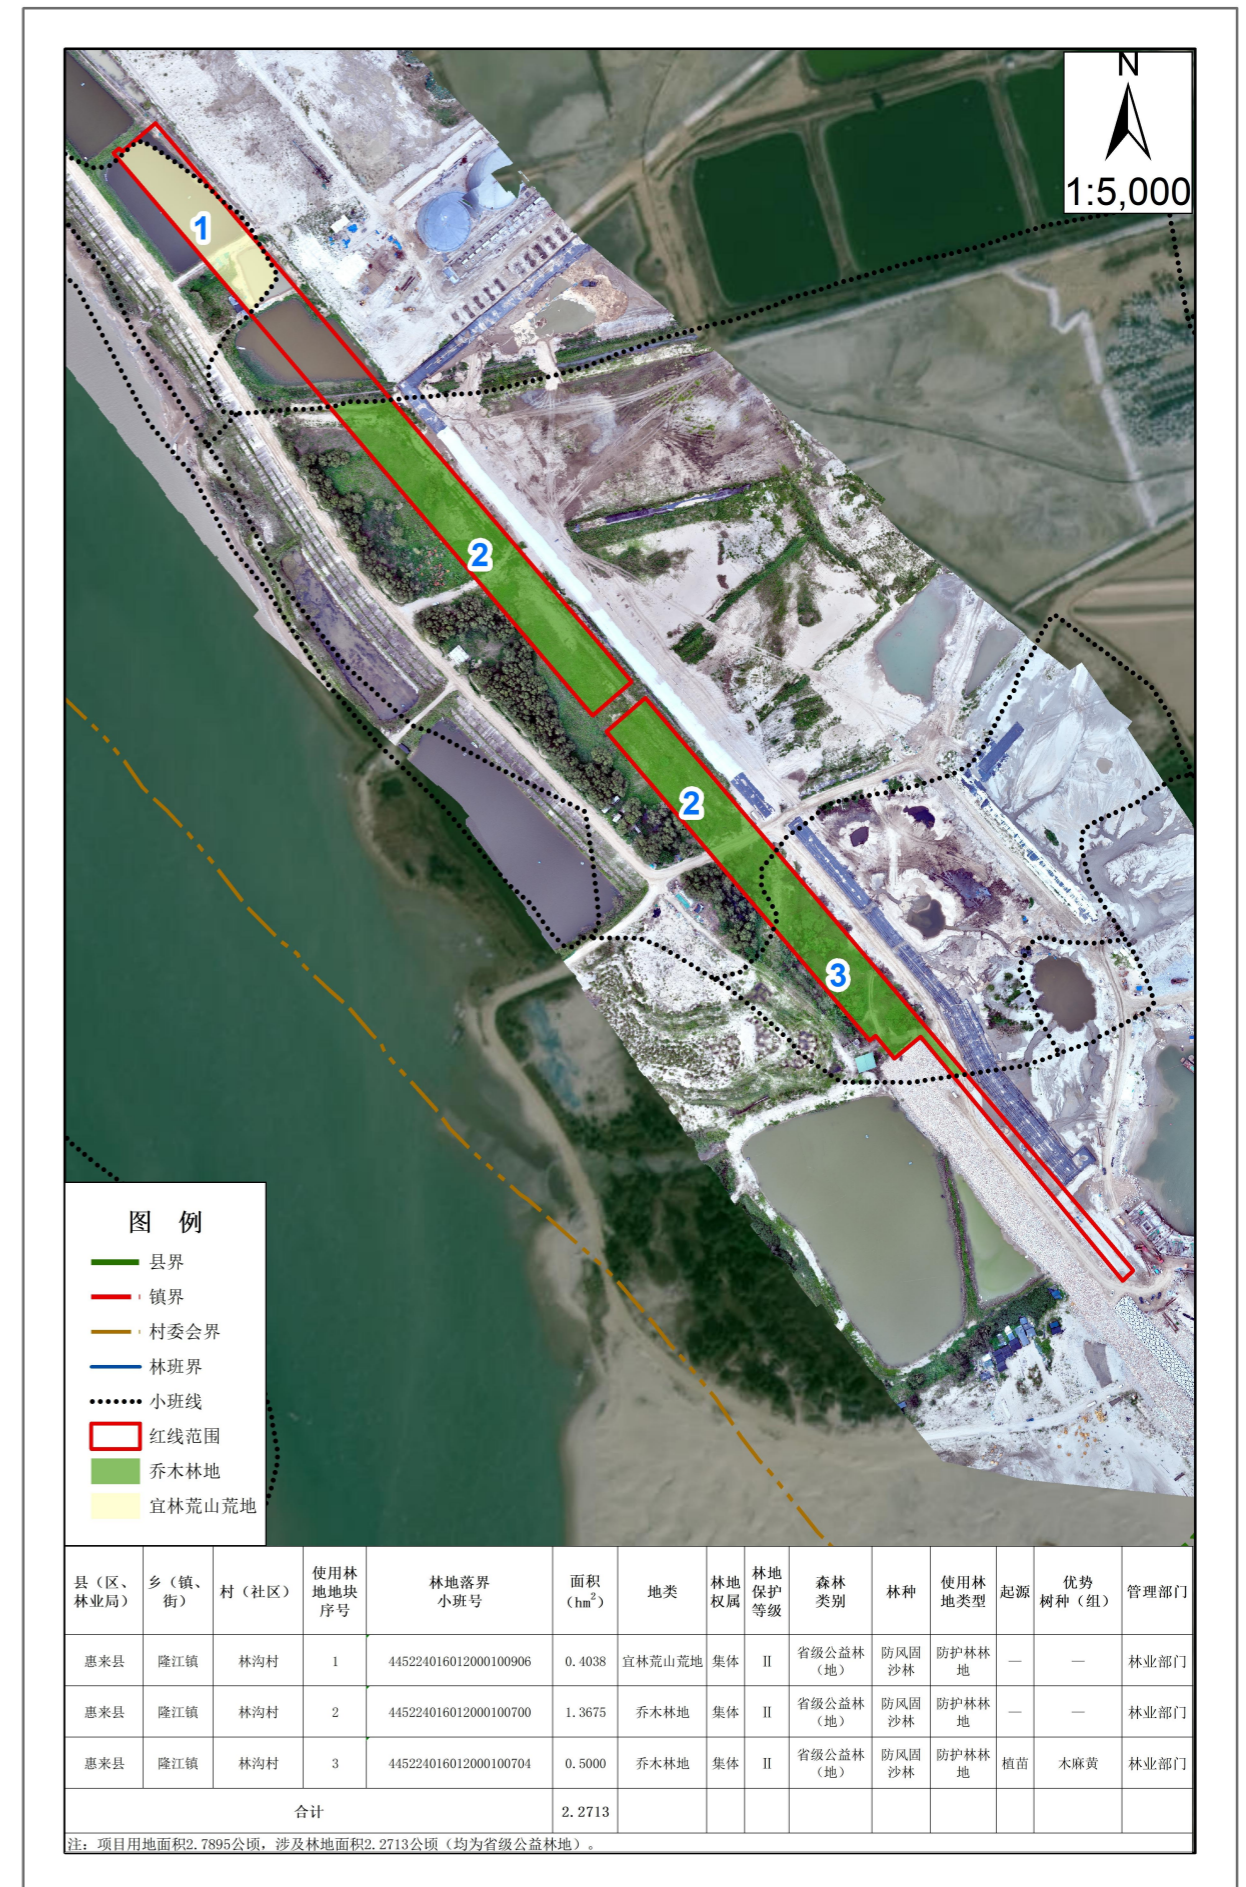 N
1:5,000
1
2
2
3
图 例
县界
镇界
村委会界
林班界
小班线
红线范围
乔木林地
宜林荒山荒地
县（区、林业局） 乡（镇、街） 村（社区） 使用林地地块序号 林地落界小班号 面积（hm²） 地类 林地权属 林地保护等级 森林类别 林种 使用林地类型 起源 优势树种（组） 管理部门
惠来县 隆江镇 林沟村 1 445224016012000100906 0.4038 宜林荒山荒地 集体 II 省级公益林（地） 防风固沙林 防护林林地 — — 林业部门
惠来县 隆江镇 林沟村 2 445224016012000100700 1.3675 乔木林地 集体 II 省级公益林（地） 防风固沙林 防护林林地 — — 林业部门
惠来县 隆江镇 林沟村 3 445224016012000100704 0.5000 乔木林地 集体 II 省级公益林（地） 防风固沙林 防护林林地 植苗 木麻黄 林业部门
合计 2.2713
注：项目用地面积2.7895公顷，涉及林地面积2.2713公顷（均为省级公益林地）。